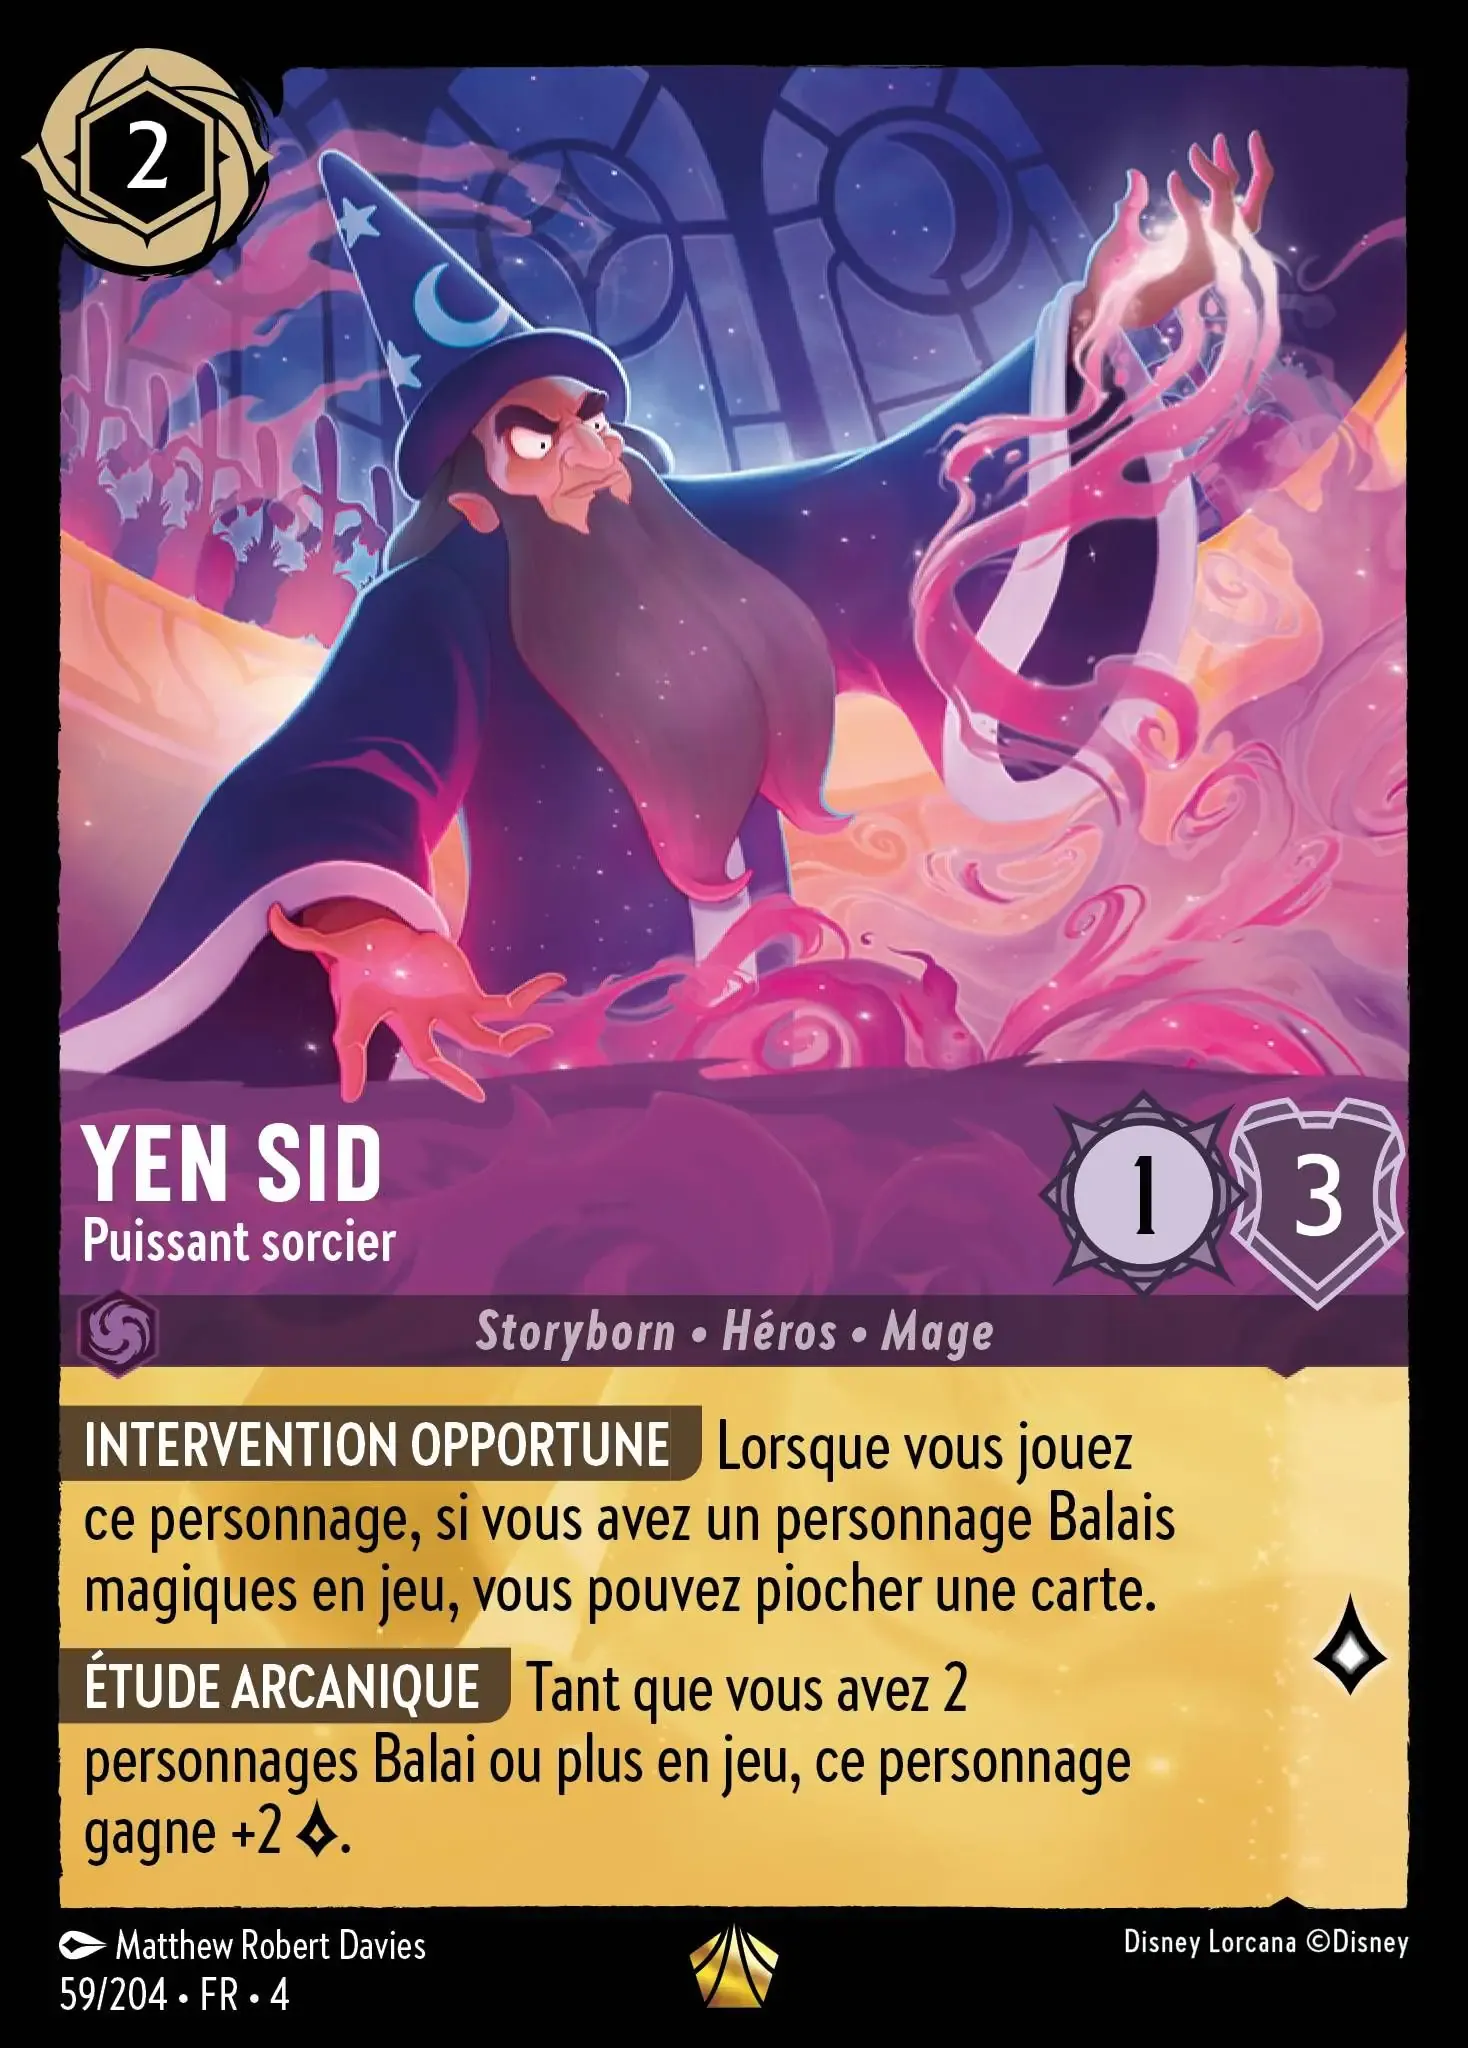 2
YEN SID
Puissant sorcier
1
3
Storyborn • Héros • Mage
INTERVENTION OPPORTUNE Lorsque vous jouez
ce personnage, si vous avez un personnage Balais
magiques en jeu, vous pouvez piocher une carte.
ÉTUDE ARCANIQUE Tant que vous avez 2
personnages Balai ou plus en jeu, ce personnage
gagne +2 .
Matthew Robert Davies
Disney Lorcana ©Disney
59/204 • FR • 4